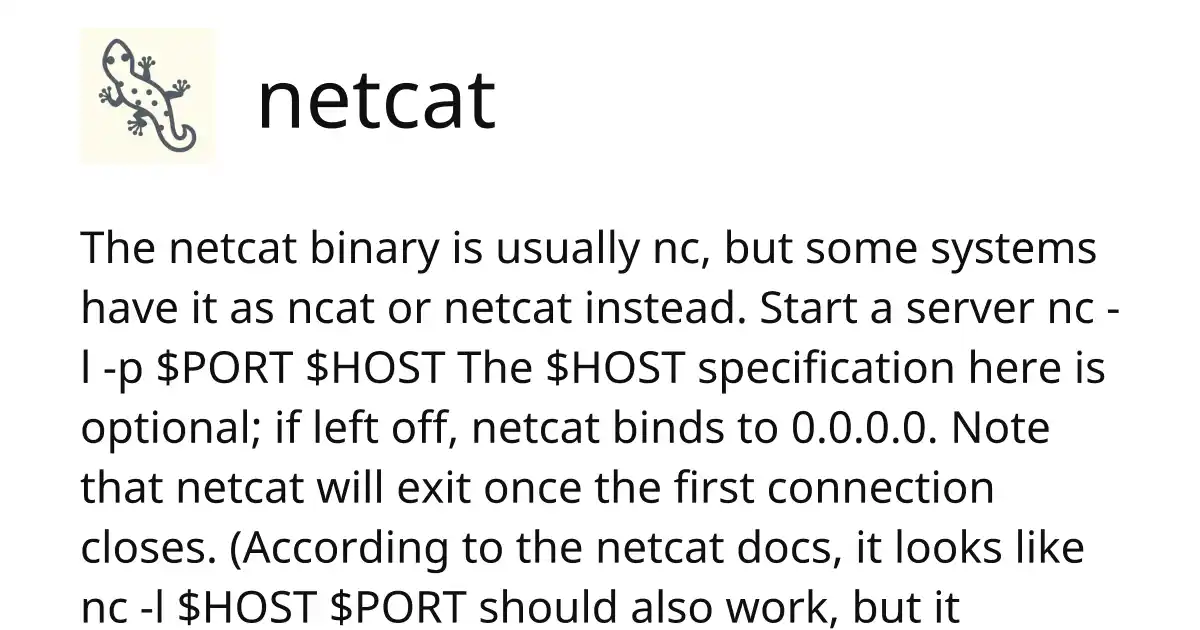 netcat
The netcat binary is usually nc, but some systems
have it as ncat or netcat instead. Start a server nc -
l -p $PORT $HOST The $HOST specification here is
optional; if left off, netcat binds to 0.0.0.0. Note
that netcat will exit once the first connection
closes. (According to the netcat docs, it looks like
nc -l $HOST $PORT should also work, but it